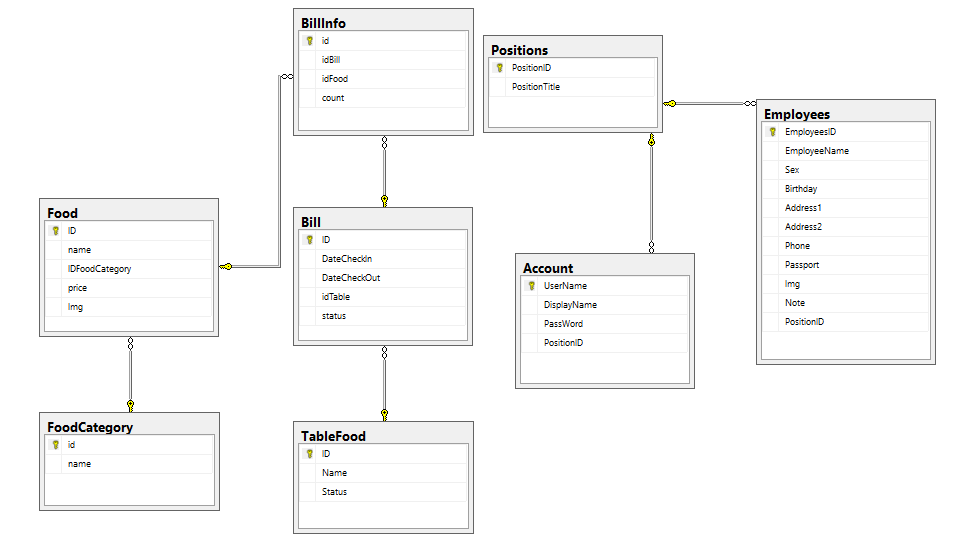 BillInfo
id
idBill
idFood
count
Positions
PositionID
PositionTitle
Employees
EmployeesID
EmployeeName
Sex
Birthday
Address1
Address2
Phone
Passport
Img
Note
PositionID
Food
ID
name
IDFoodCategory
price
Img
Bill
ID
DateCheckIn
DateCheckOut
idTable
status
Account
UserName
DisplayName
PassWord
PositionID
FoodCategory
id
name
TableFood
ID
Name
Status